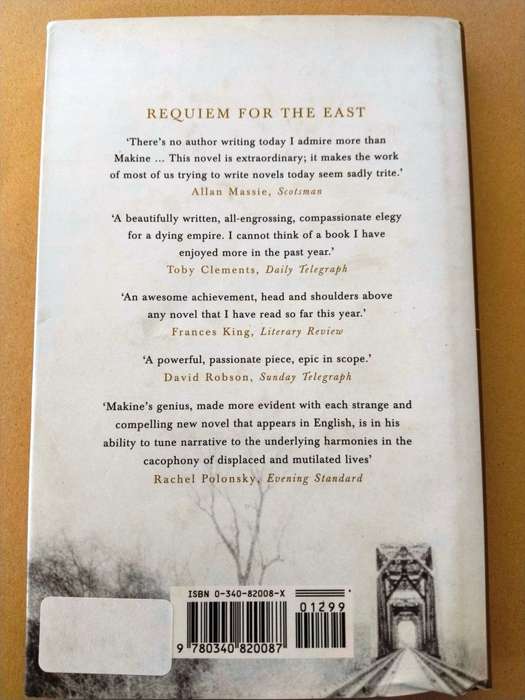 REQUIEM FOR THE EAST
‘There’s no author writing today I admire more than
Makine ... This novel is extraordinary; it makes the work
of most of us trying to write novels today seem sadly trite.’
Allan Massie, Scotsman
‘A beautifully written, all-engrossing, compassionate elegy
for a dying empire. I cannot think of a book I have
enjoyed more in the past year.’
Toby Clements, Daily Telegraph
‘An awesome achievement, head and shoulders above
any novel that I have read so far this year.’
Frances King, Literary Review
‘A powerful, passionate piece, epic in scope.’
David Robson, Sunday Telegraph
‘Makine’s genius, made more evident with each strange and
compelling new novel that appears in English, is in his
ability to tune narrative to the underlying harmonies in the
cacophony of displaced and mutilated lives’
Rachel Polonsky, Evening Standard
ISBN 0-340-82008-X
01299
9 780340 820087